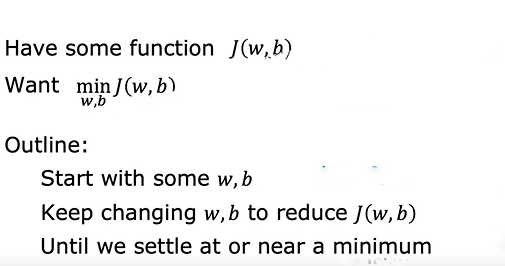 Have some function J(w,b)
Want min J(w,b)
w,b
Outline:
Start with some w,b
Keep changing w,b to reduce J(w,b)
Until we settle at or near a minimum